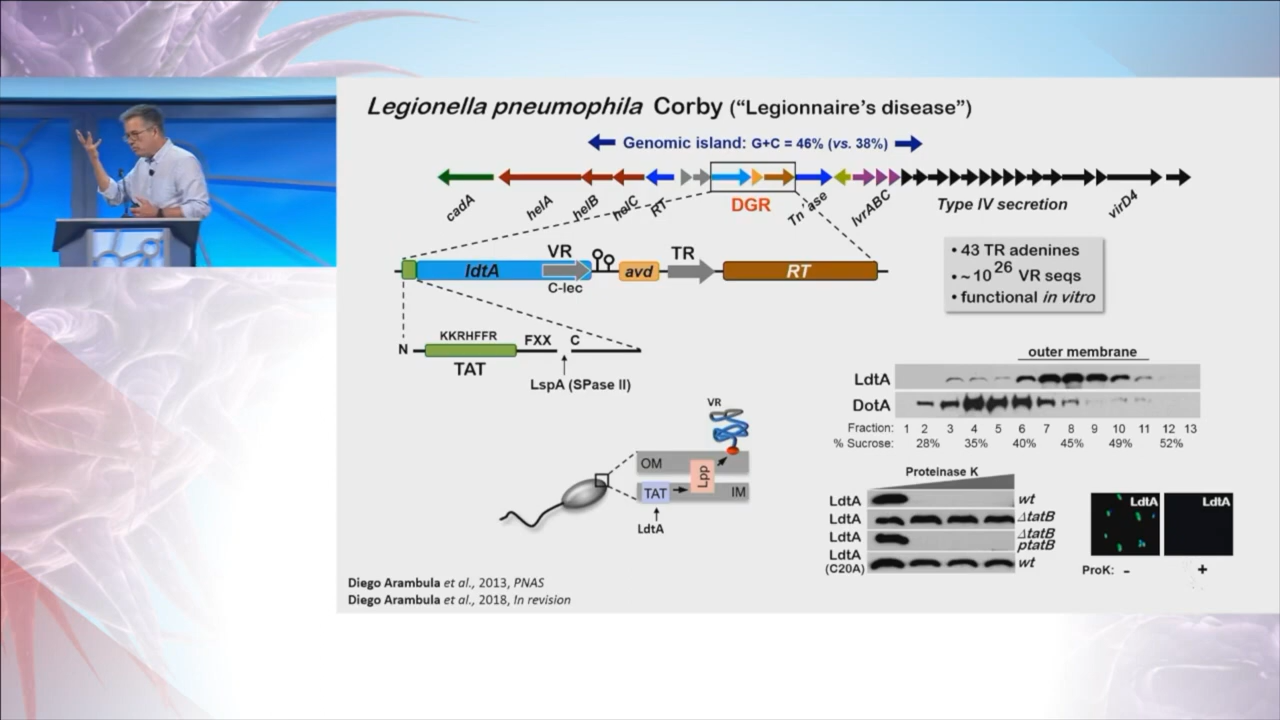 Legionella pneumophila Corby ("Legionnaire's disease")
Genomic island: G+C = 46% (vs. 38%)
cadA
helA
helB
helC
RT
DGR
Tn'ase
lvrABC
Type IV secretion
virD4
ldtA
VR
C-lec
avd
TR
RT
• 43 TR adenines
• ~ 10^26 VR seqs
• functional in vitro
N
KKRHFFR
FXX
C
TAT
LspA (SPase II)
outer membrane
LdtA
DotA
Fraction: 1 2 3 4 5 6 7 8 9 10 11 12 13
% Sucrose: 28% 35% 40% 45% 49% 52%
VR
OM
Lpp
TAT
IM
LdtA
Proteinase K
LdtA wt
LdtA ΔtatB
LdtA ΔtatB ptatB
LdtA (C20A) wt
LdtA
LdtA
ProK: - +
Diego Arambula et al., 2013, PNAS
Diego Arambula et al., 2018, In revision